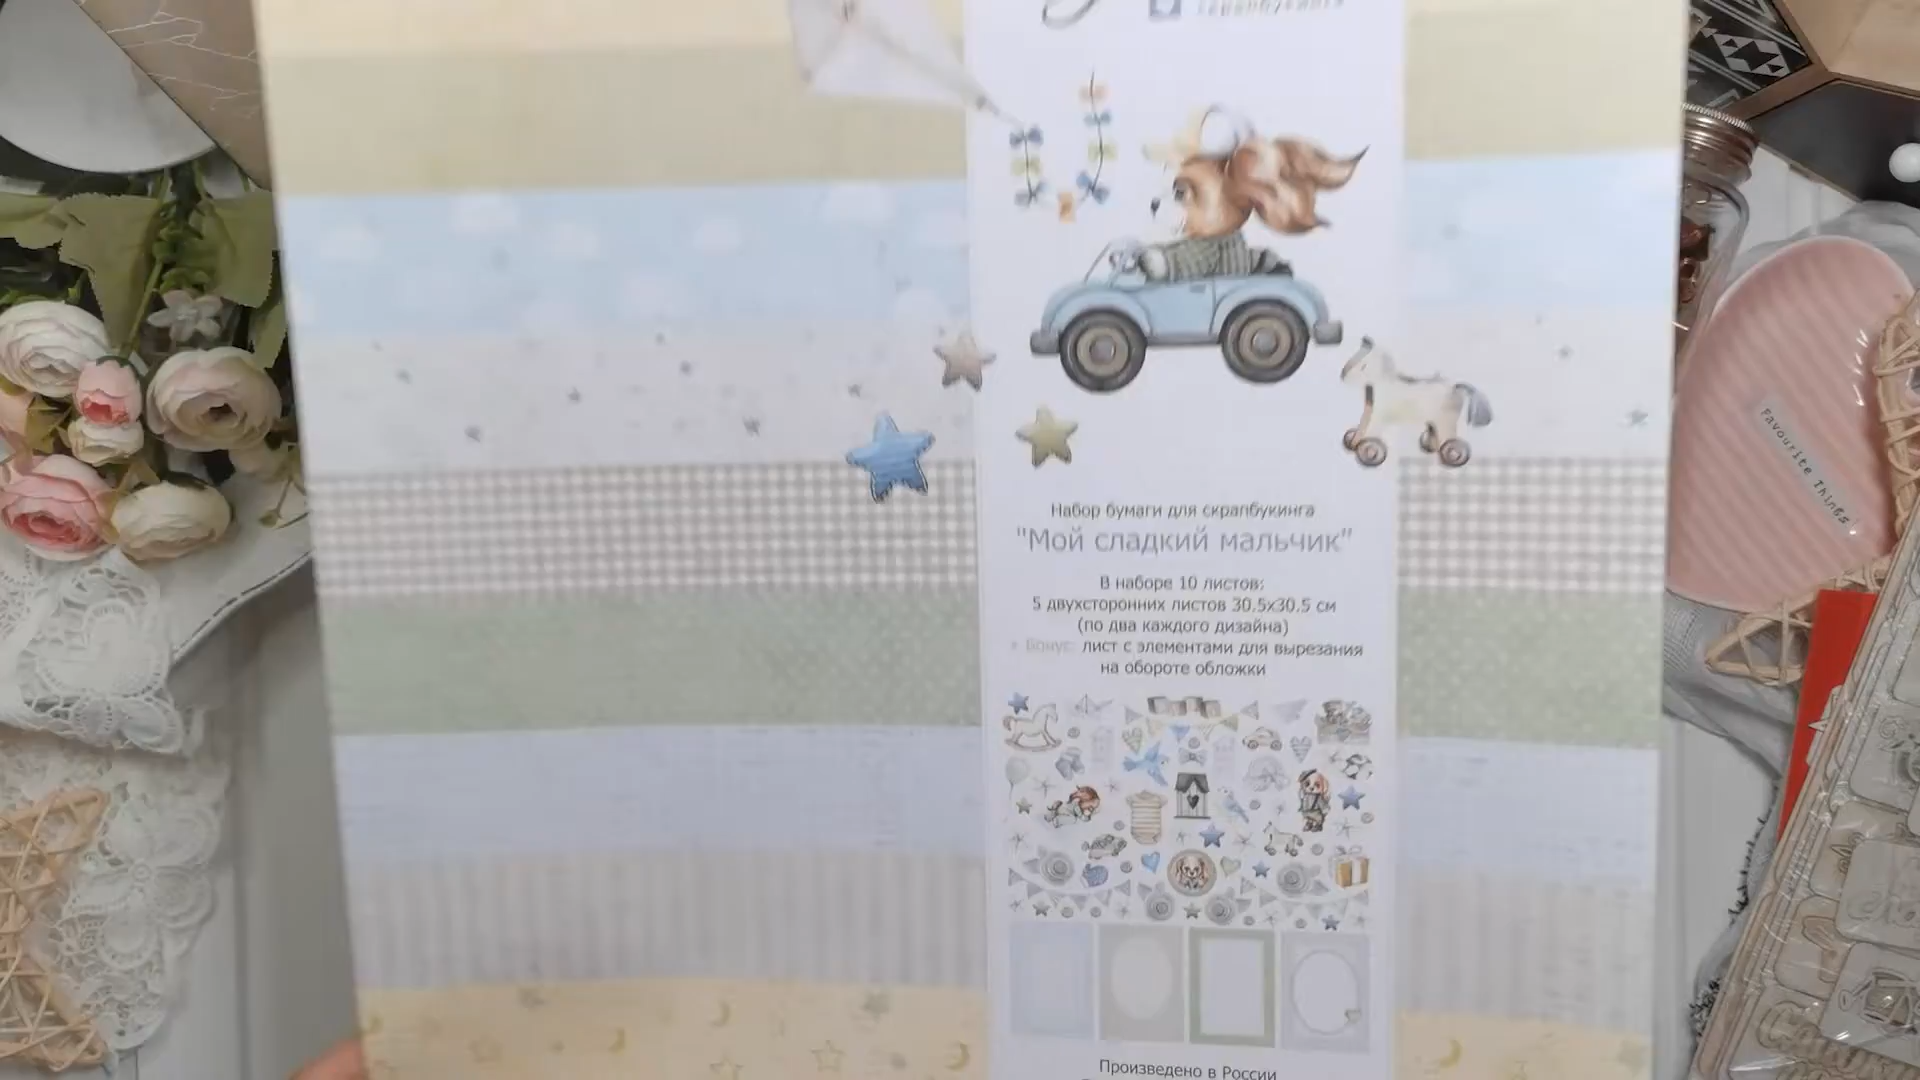 скрапбукинга
Набор бумаги для скрапбукинга
"Мой сладкий мальчик"
В наборе 10 листов:
5 двухсторонних листов 30.5х30.5 см
(по два каждого дизайна)
+ Бонус: лист с элементами для вырезания
на обороте обложки
Произведено в России
Favourite Things